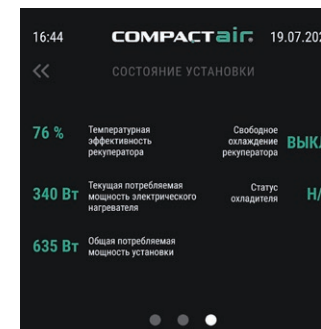 16:44 COMPACTair. 19.07.202
СОСТОЯНИЕ УСТАНОВКИ
76 % Температурная эффективность рекуператора
Свободное охлаждение рекуператора ВЫК
340 Вт Текущая потребляемая мощность электрического нагревателя
Статус охладителя Н/
635 Вт Общая потребляемая мощность установки